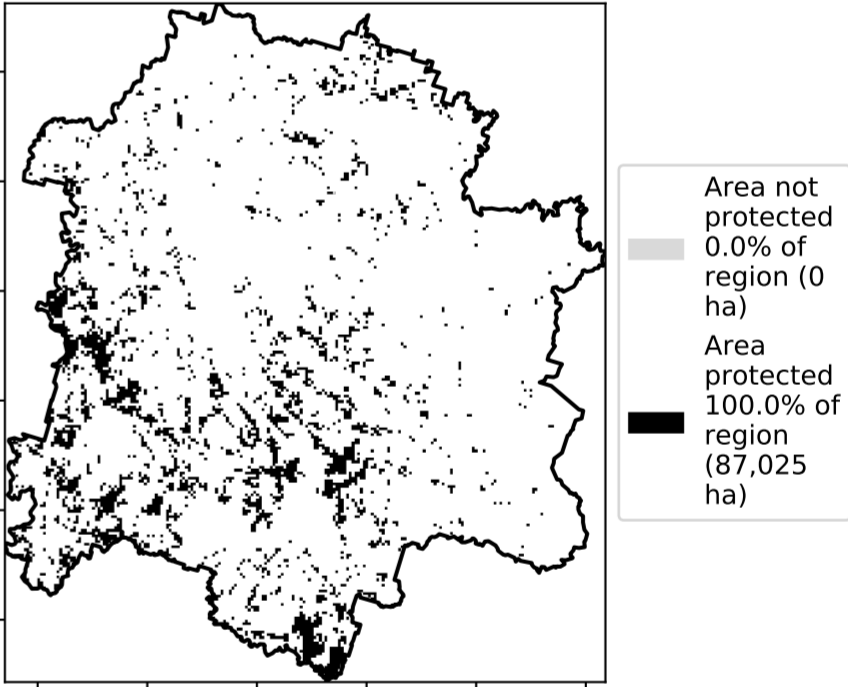 Area not
protected
0.0% of
region (0
ha)
Area
protected
100.0% of
region
(87,025
ha)